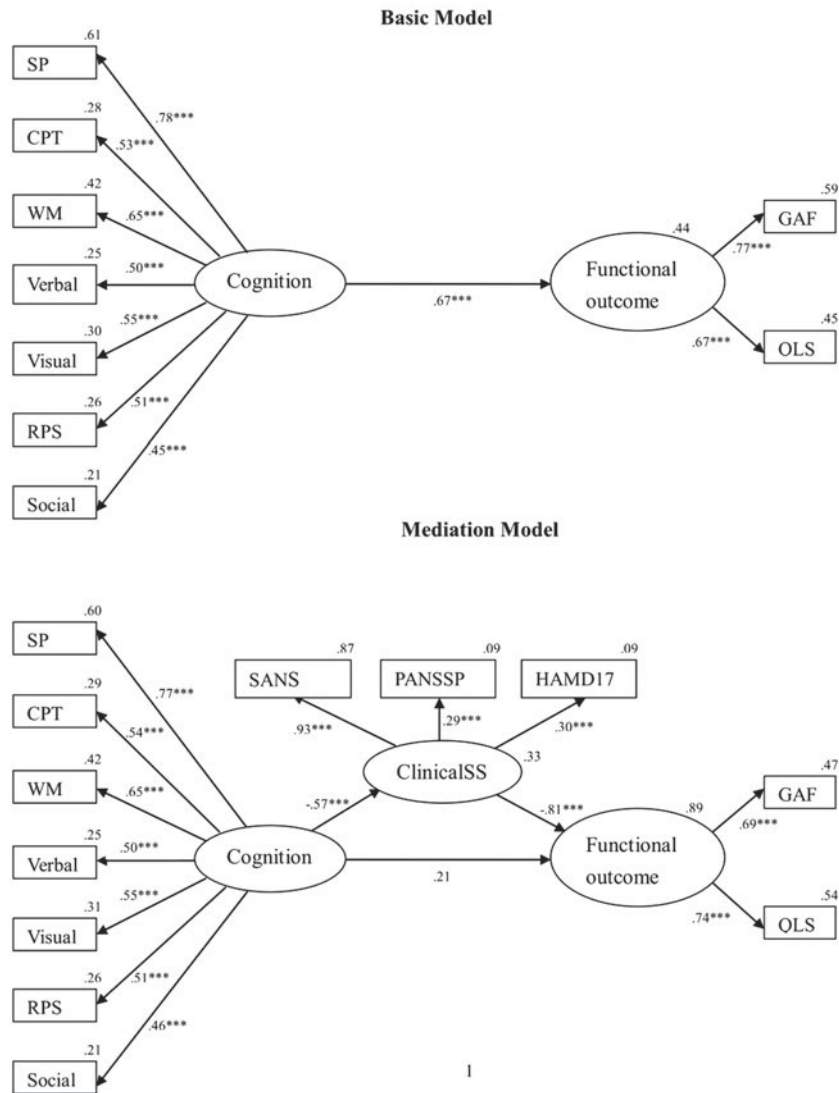 Basic Model
.61
SP
.78***
.28
CPT
.53***
.42
WM
.65***
.25
Verbal
.50***
.30
Visual
.55***
.26
RPS
.51***
.21
Social
.45***
Cognition
.67***
.44
Functional
outcome
.59
GAF
.77***
.45
QLS
.67***
Mediation Model
.60
SP
.77***
.29
CPT
.54***
.42
WM
.65***
.25
Verbal
.50***
.31
Visual
.55***
.26
RPS
.51***
.21
Social
.46***
Cognition
.87
SANS
.93***
.09
PANSSP
.29***
.09
HAMD17
.30***
ClinicalSS
.33
-.57***
-.81***
.21
.89
Functional
outcome
.47
GAF
.69***
.54
QLS
.74***
1